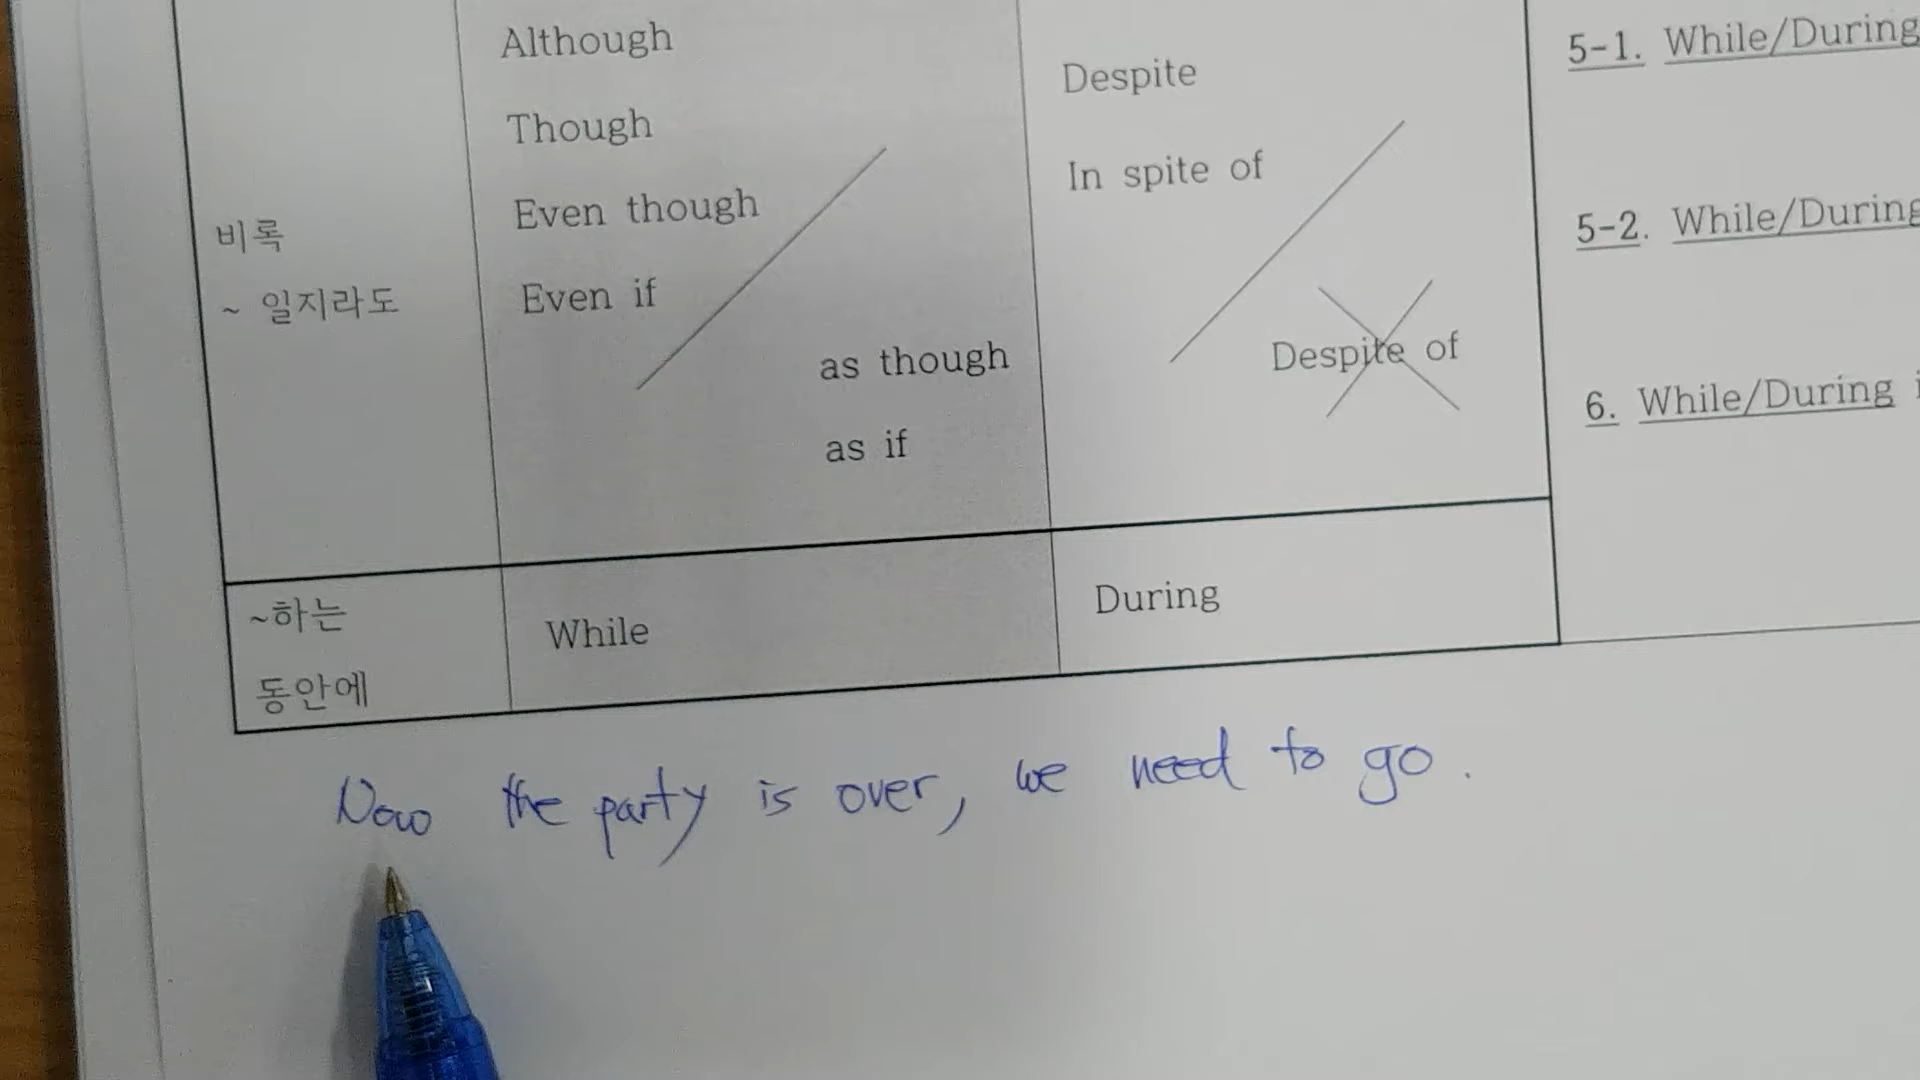 Although
Though
Even though
Even if
as though
as if
Despite
In spite of
Despite of
비록
~ 일지라도
~하는
동안에
While
During
5-1. While/During
5-2. While/During
6. While/During
Now the party is over, we need to go.